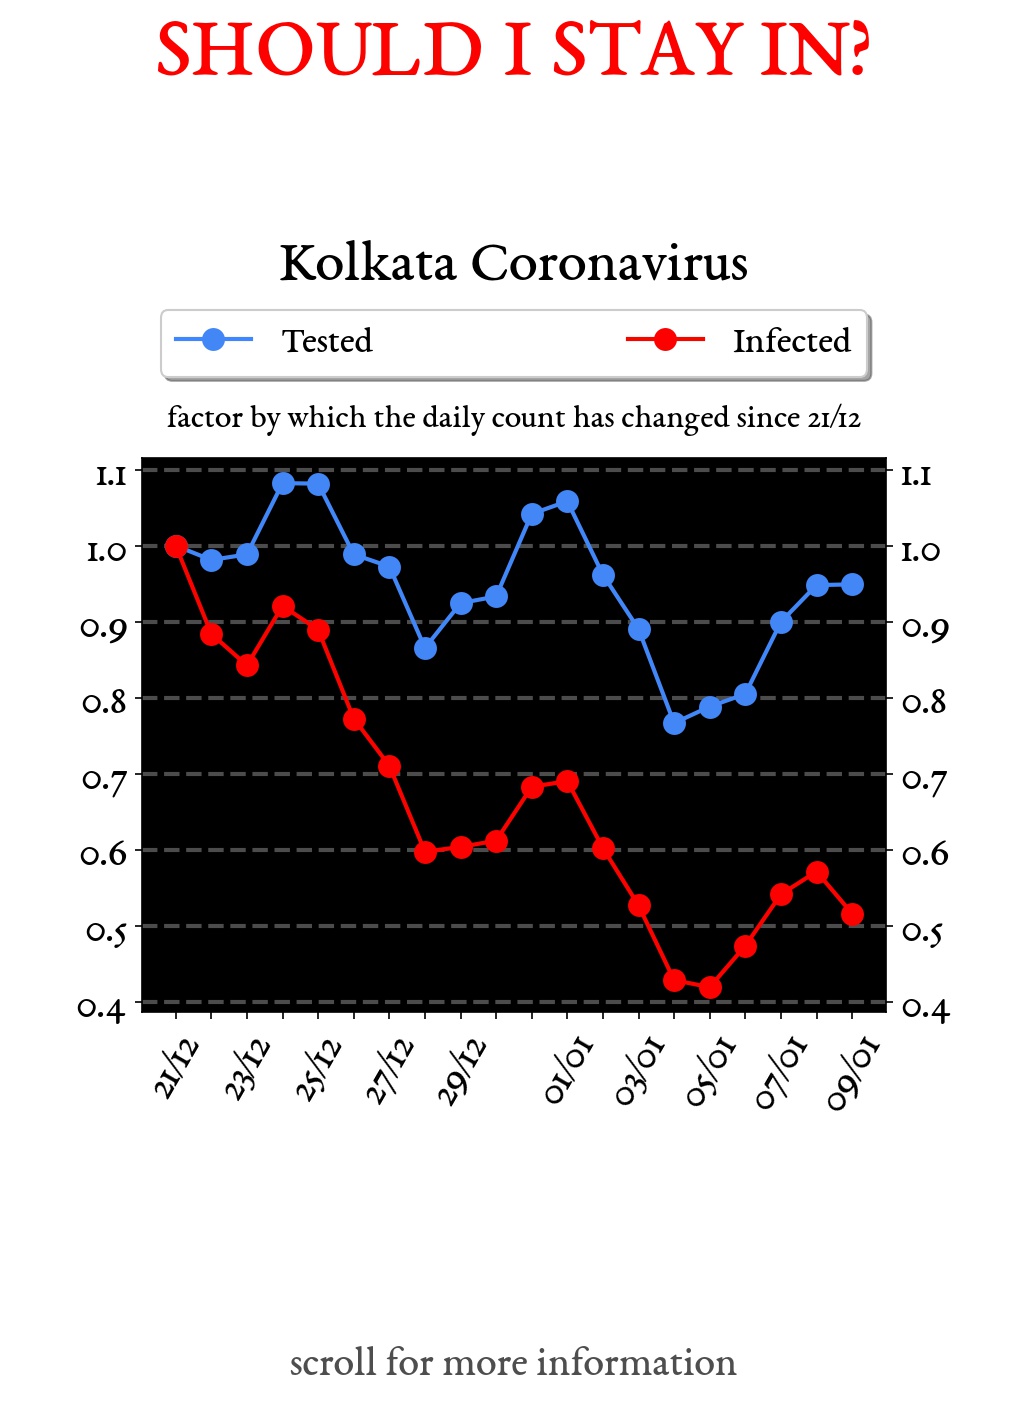 SHOULD I STAY IN?
Kolkata Coronavirus
Tested Infected
factor by which the daily count has changed since 21/12
1.1 1.1
1.0 1.0
0.9 0.9
0.8 0.8
0.7 0.7
0.6 0.6
0.5 0.5
0.4 0.4
21/12 23/12 25/12 27/12 29/12 01/01 03/01 05/01 07/01 09/01
scroll for more information